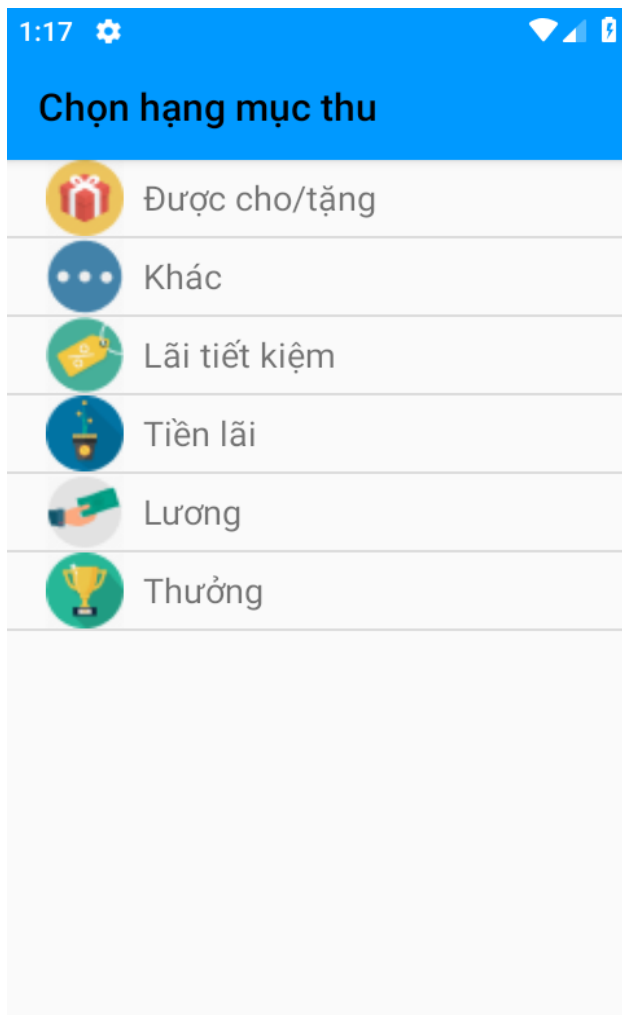 1:17
Chọn hạng mục thu
Được cho/tặng
Khác
Lãi tiết kiệm
Tiền lãi
Lương
Thưởng